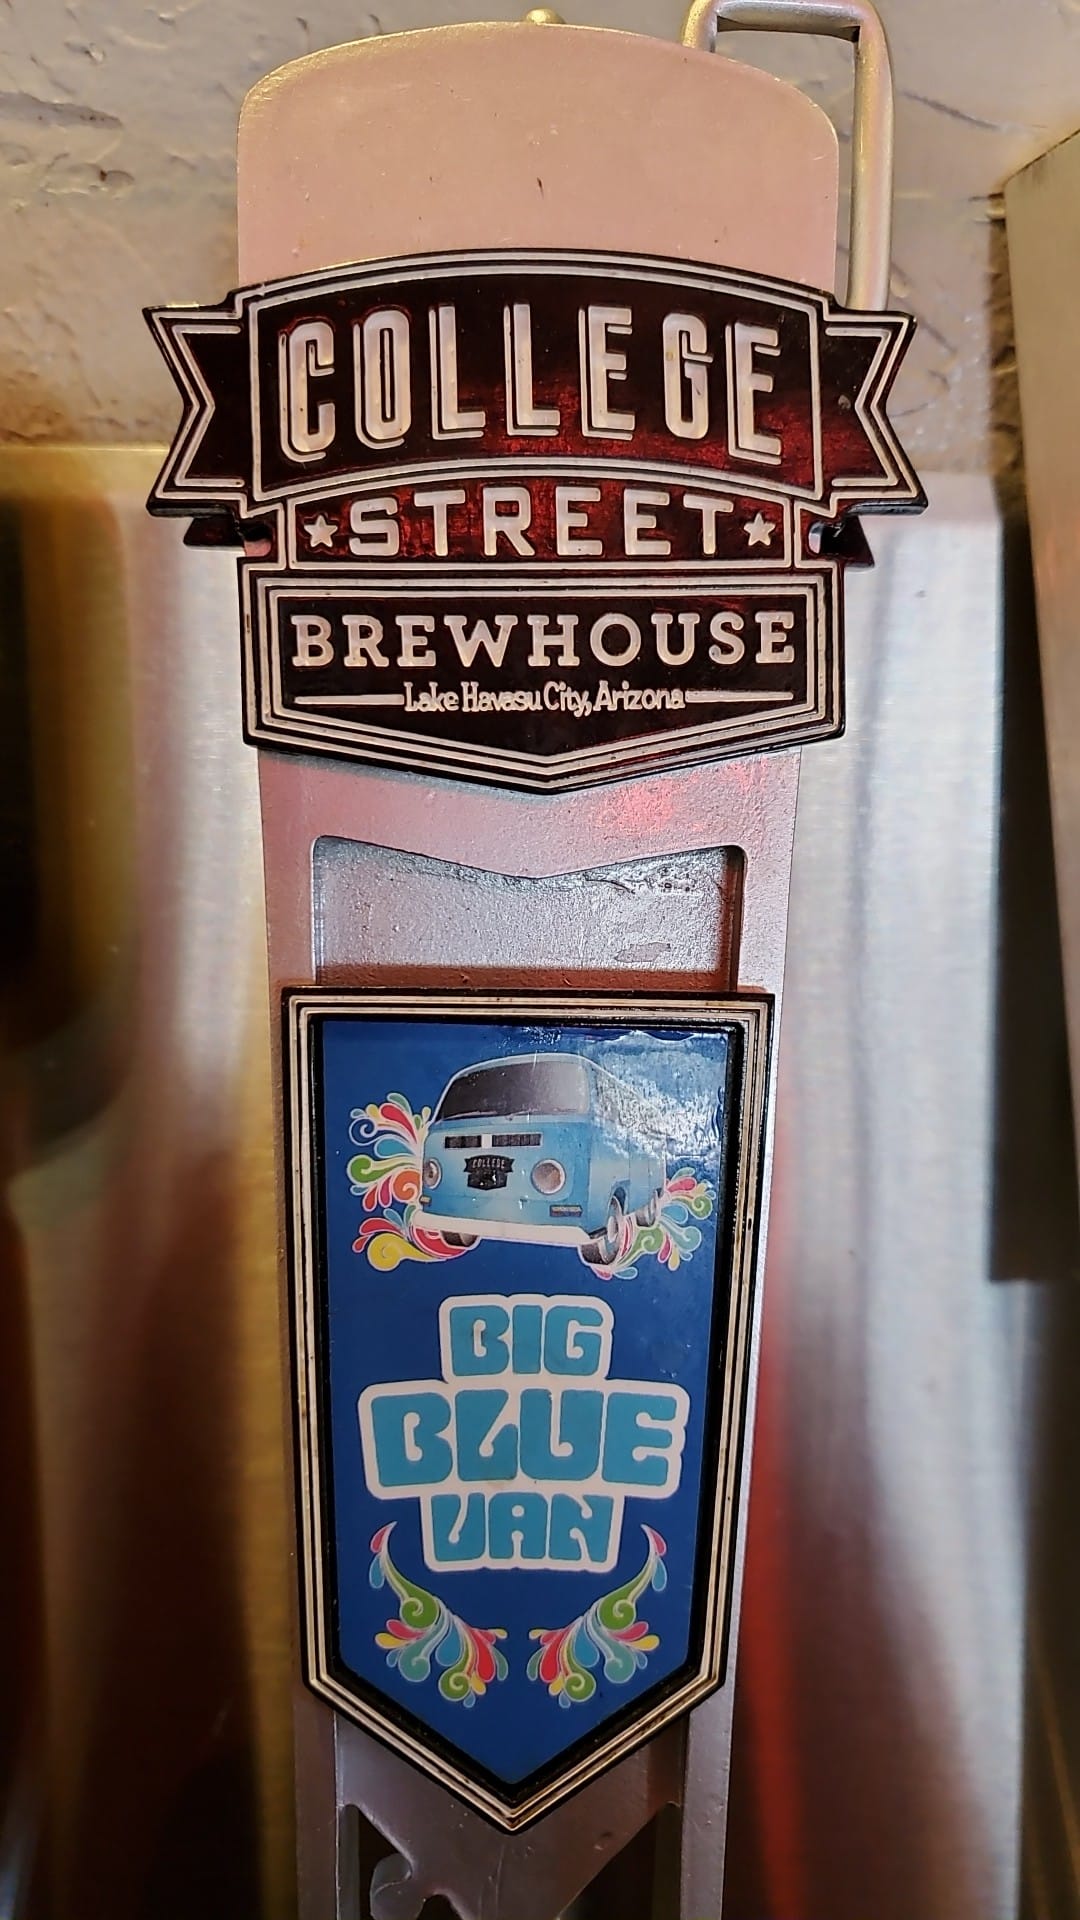 COLLEGE
STREET
BREWHOUSE
Lake Havasu City, Arizona
COLLEGE
BIG
BLUE
VAN